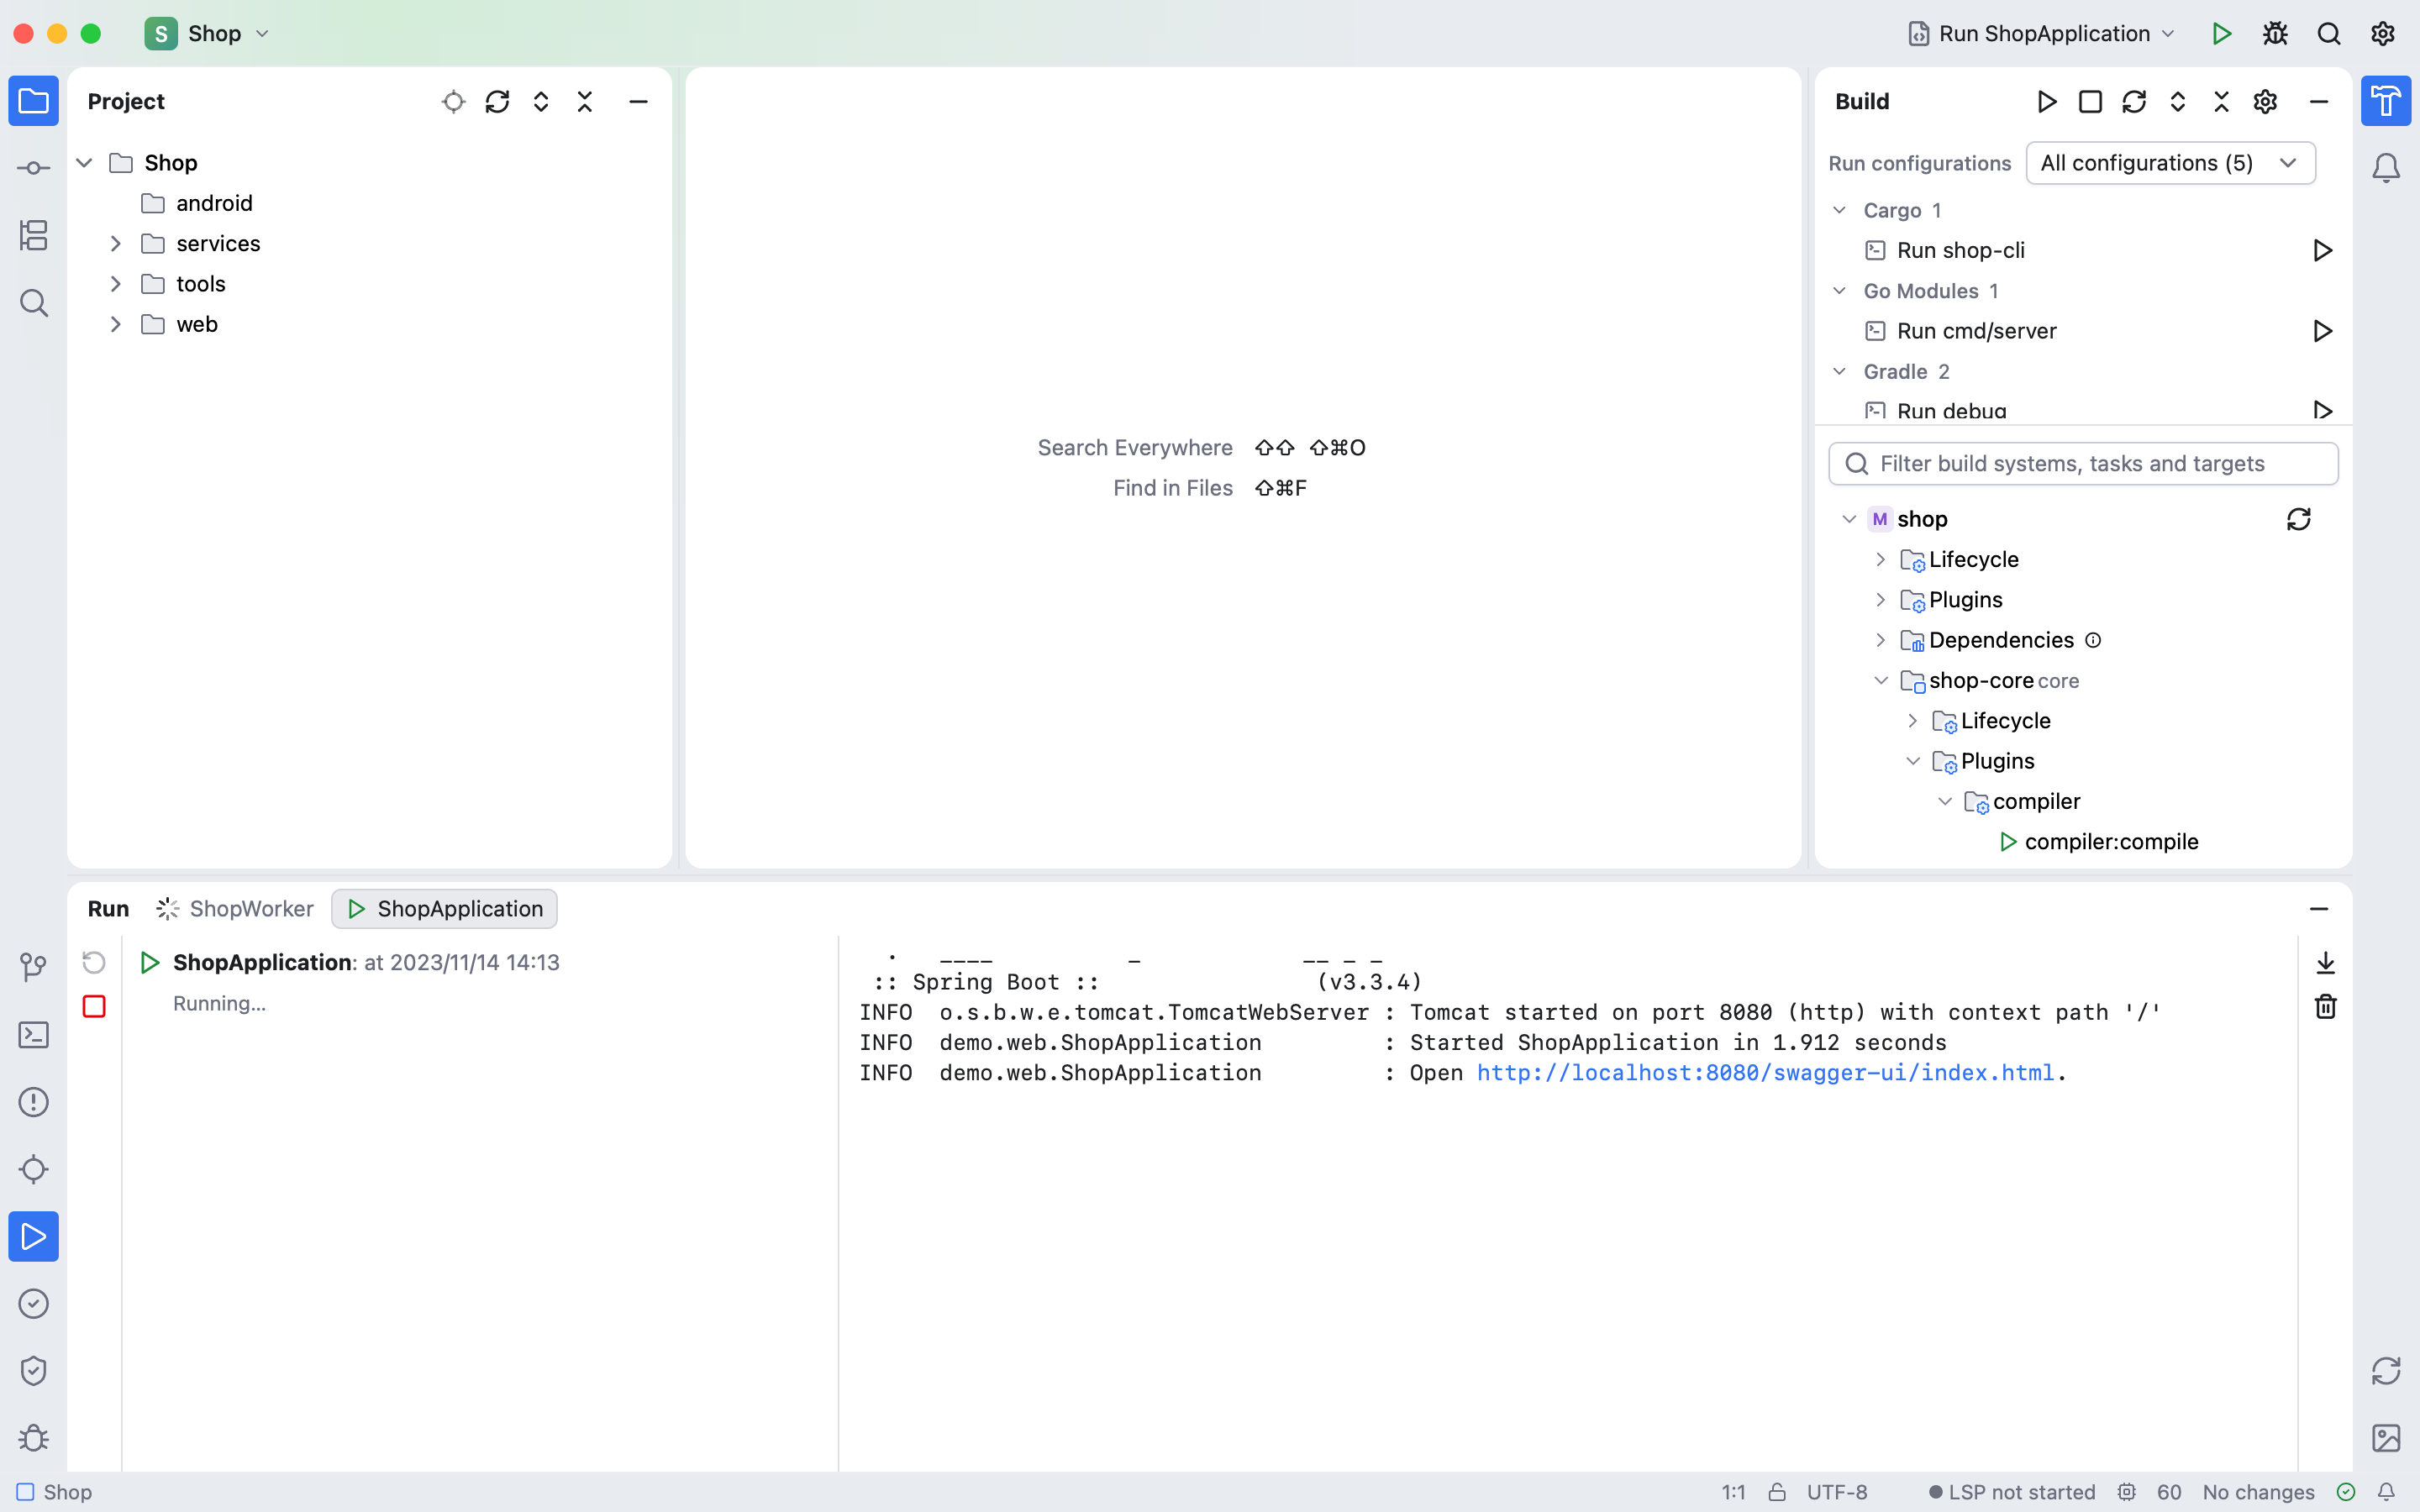 S Shop
Run ShopApplication
Project
Shop
android
services
tools
web
Search Everywhere ⇧⇧ ⇧⌘O
Find in Files ⇧⌘F
Build
Run configurations All configurations (5)
Cargo 1
Run shop-cli
Go Modules 1
Run cmd/server
Gradle 2
Run debug
Filter build systems, tasks and targets
M shop
Lifecycle
Plugins
Dependencies
shop-core core
Lifecycle
Plugins
compiler
compiler:compile
Run ShopWorker ShopApplication
ShopApplication: at 2023/11/14 14:13
Running...
.   ____          _            __ _ _
:: Spring Boot ::                (v3.3.4)
INFO  o.s.b.w.e.tomcat.TomcatWebServer : Tomcat started on port 8080 (http) with context path '/'
INFO  demo.web.ShopApplication         : Started ShopApplication in 1.912 seconds
INFO  demo.web.ShopApplication         : Open http://localhost:8080/swagger-ui/index.html.
Shop
1:1 UTF-8 LSP not started 60 No changes